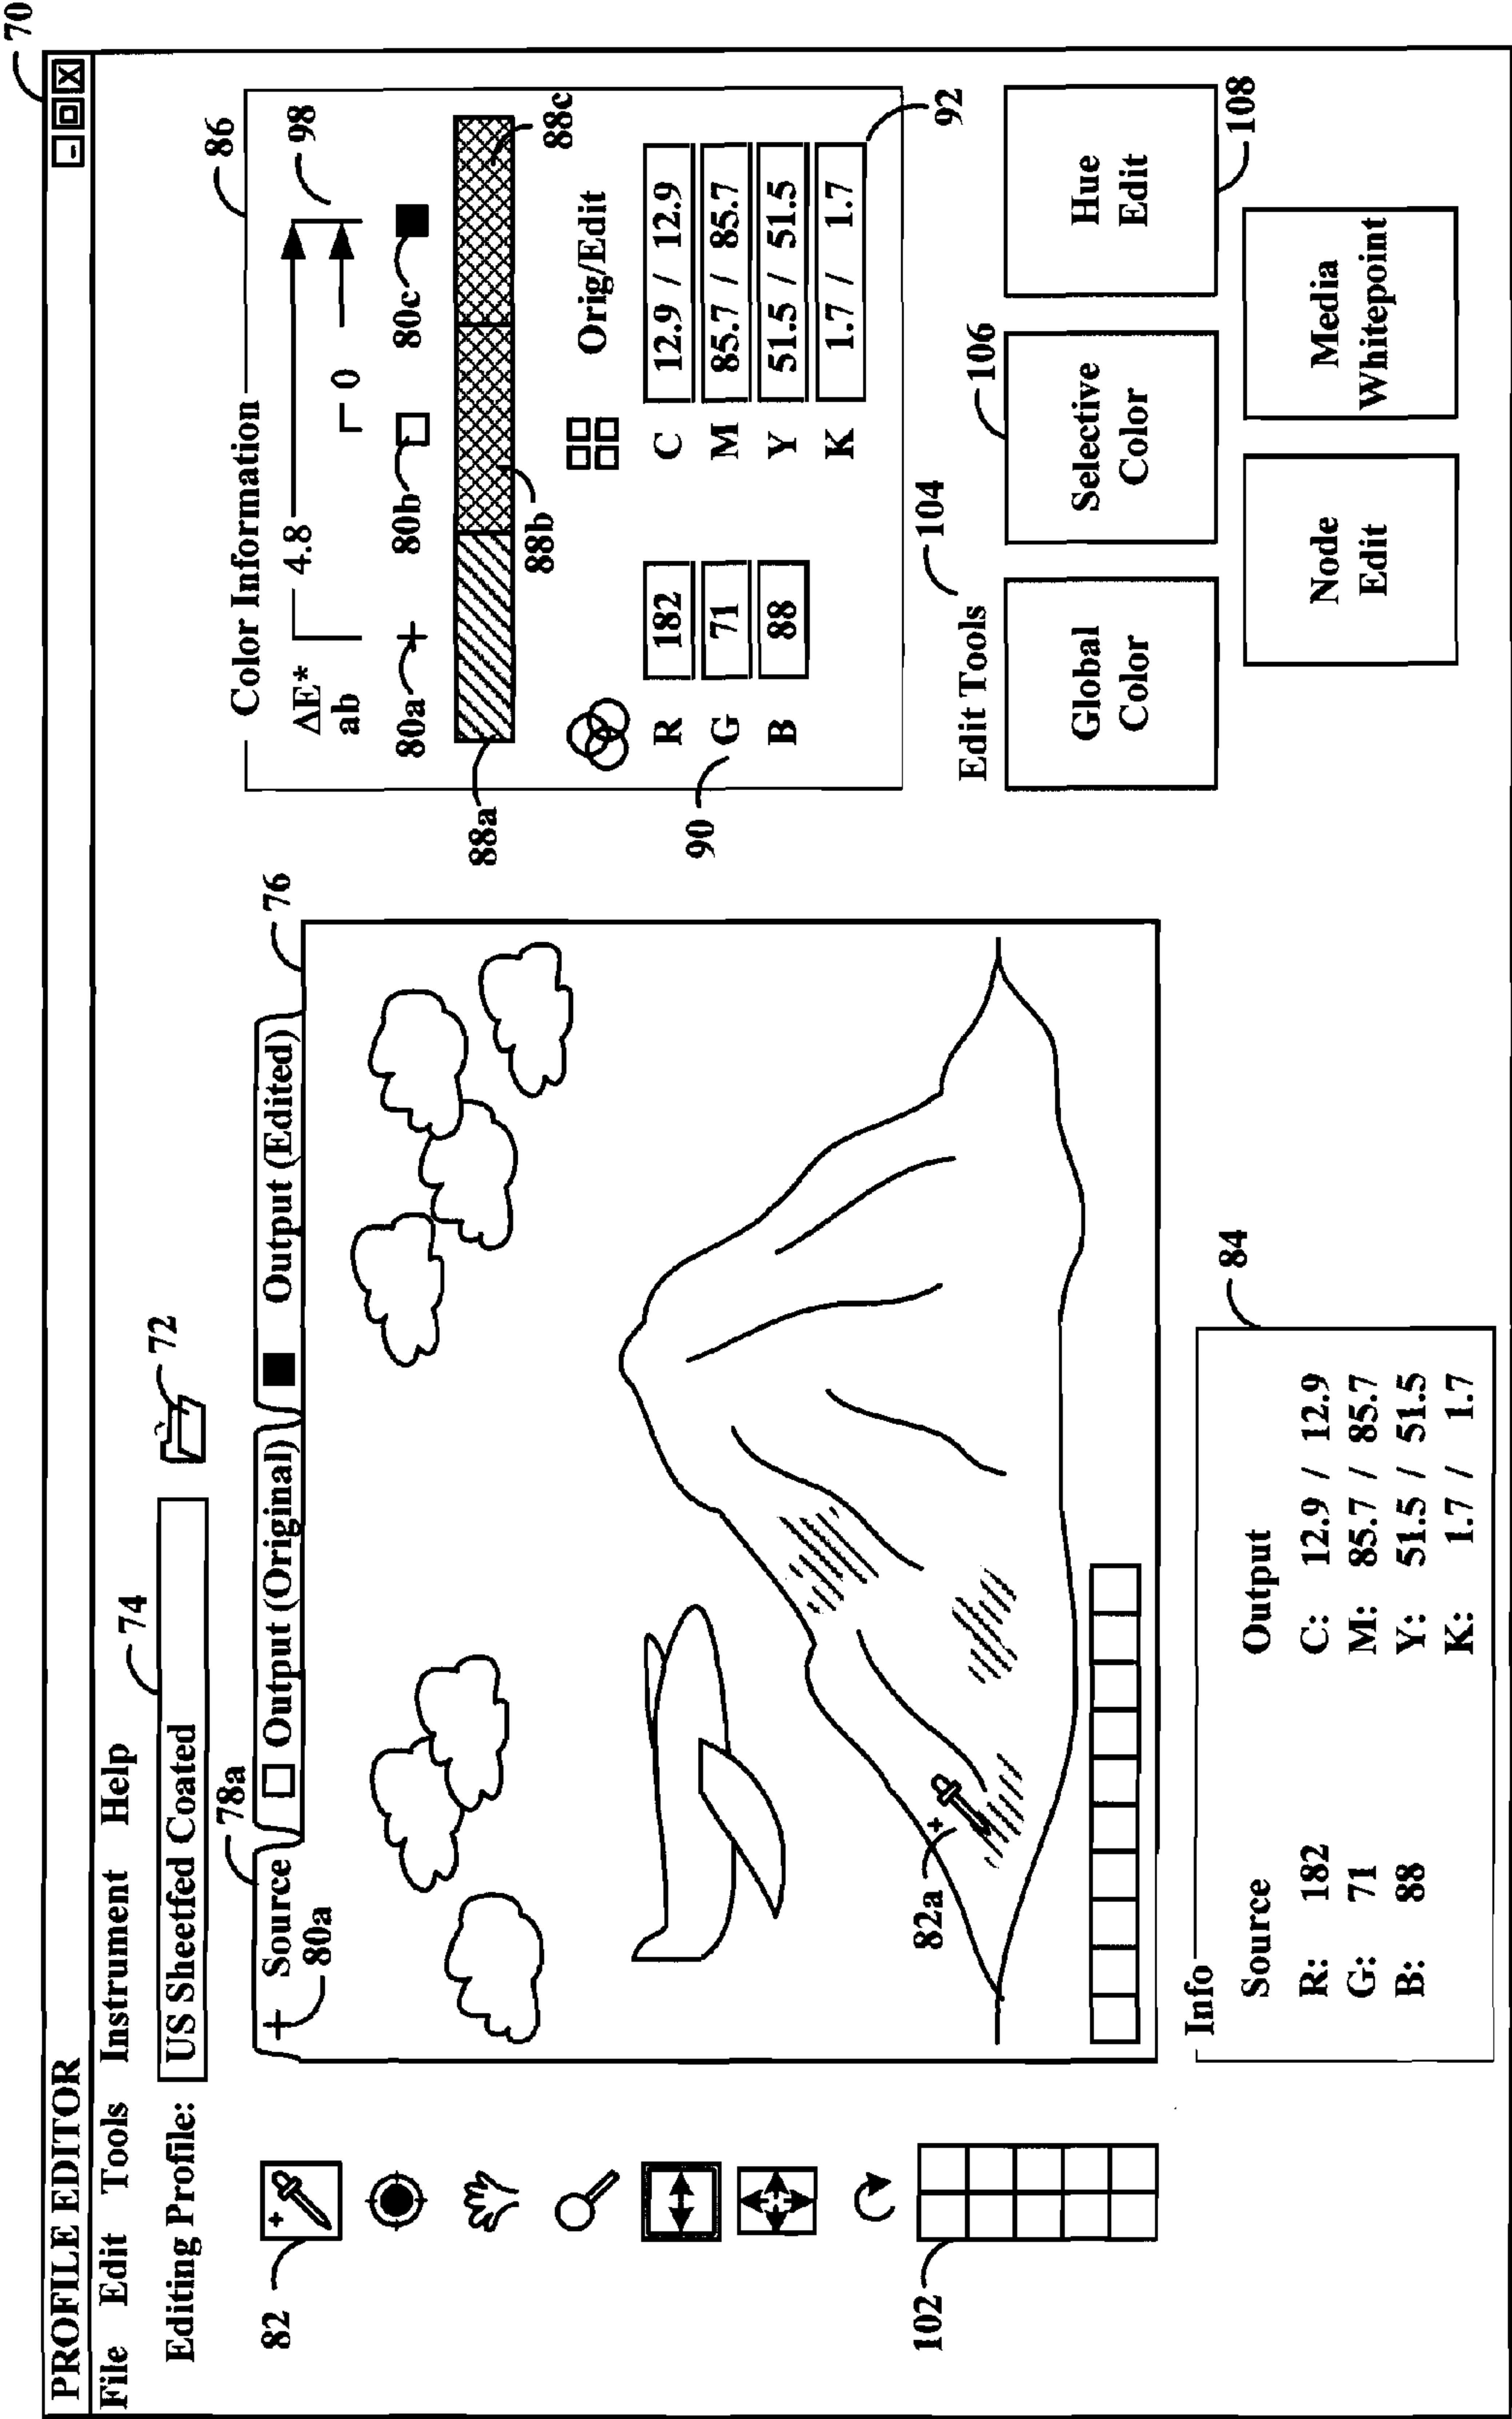 70
PROFILE EDITOR
File Edit Tools Instrument Help
Editing Profile: US Sheetfed Coated
74
72
78a
Source
Output (Original)
Output (Edited)
76
80a
82
82a
102
Info
84
Source Output
R: 182 C: 12.9 / 12.9
G: 71 M: 85.7 / 85.7
B: 88 Y: 51.5 / 51.5
K: 1.7 / 1.7
Color Information
86
ΔE*
ab
4.8
0
98
80a
80b
80c
88a
88b
88c
Orig/Edit
R 182 C 12.9 / 12.9
G 71 M 85.7 / 85.7
B 88 Y 51.5 / 51.5
K 1.7 / 1.7
90
92
Edit Tools
104
106
Global
Color
Selective
Color
Hue
Edit
108
Node
Edit
Media
Whitepoint